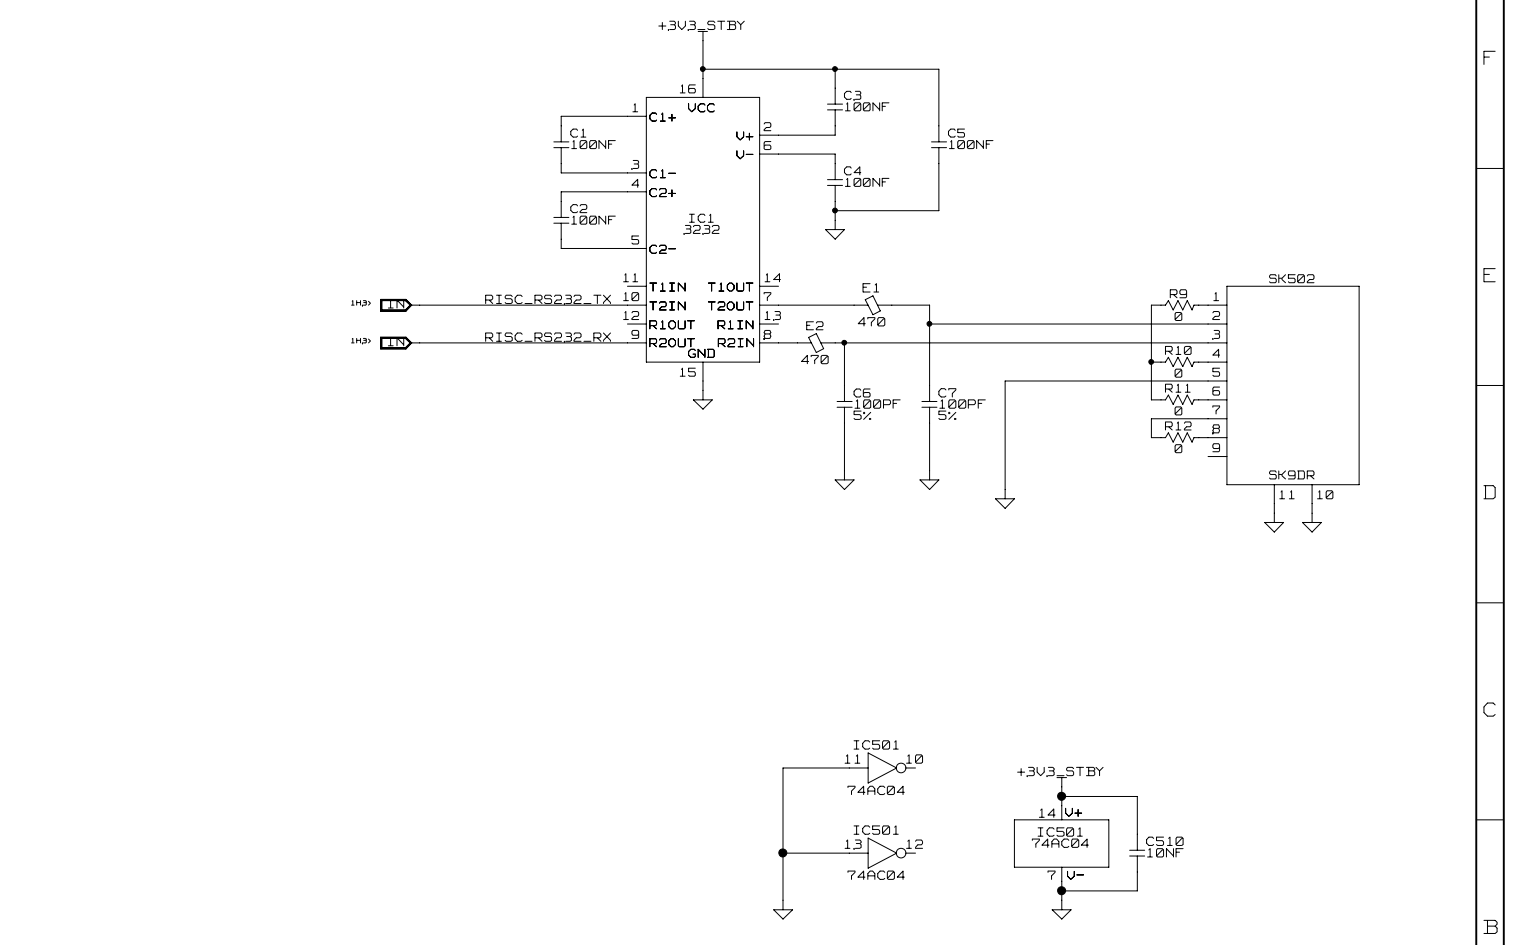 +3V3_STBY
F
16
VCC
C3
100NF
1
C1+
C1
100NF
2
V+
6
V-
C5
100NF
3
C1-
4
C2+
C4
100NF
C2
100NF
IC1
3232
5
C2-
E
SK502
11
T1IN
T1OUT
14
1H3>
IN
RISC_RS232_TX
10
T2IN
T2OUT
7
E1
470
R9
0
1
2
12
R1OUT
R1IN
13
E2
470
1H3>
IN
RISC_RS232_RX
9
R2OUT
R2IN
8
GND
15
3
R10
0
4
5
C6
100PF
5%
C7
100PF
5%
R11
0
6
7
R12
0
8
9
SK9DR
11
10
D
C
IC501
11
10
74AC04
+3V3_STBY
14
V+
IC501
74AC04
7
V-
C510
10NF
IC501
13
12
74AC04
B